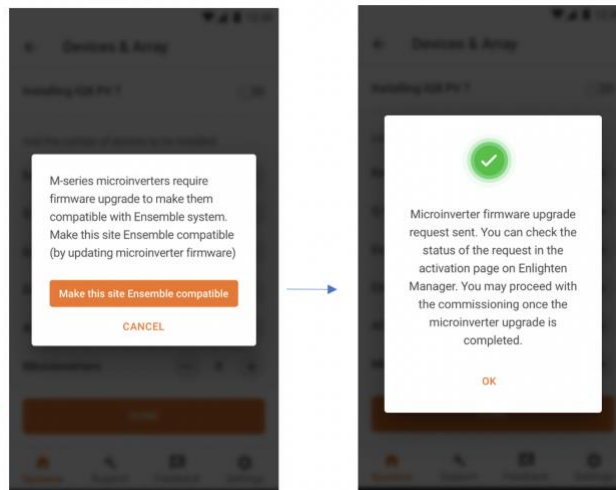 Devices & Array
M-series microinverters require
firmware upgrade to make them
compatible with Ensemble system.
Make this site Ensemble compatible
(by updating microinverter firmware)
Make this site Ensemble compatible
CANCEL
Microinverters
Devices & Array
Microinverter firmware upgrade
request sent. You can check the
status of the request in the
activation page on Enlighten
Manager. You may proceed with
the commissioning once the
microinverter upgrade is
completed.
OK